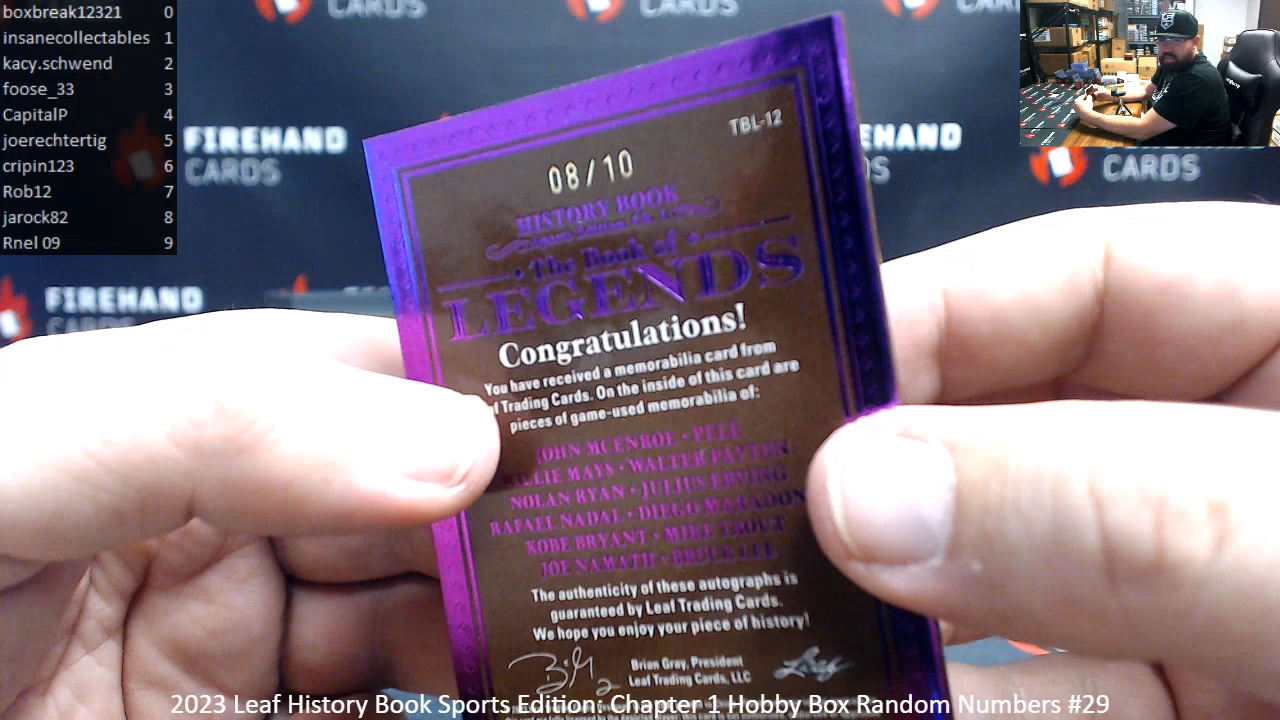 boxbreak12321 0
insanecollectables 1
kacy.schwend 2
foose_33 3
CapitalP 4
joerechtertig 5
cripin123 6
Rob12 7
jarock82 8
Rnel 09 9
CARDS
CARDS
CARDS
FIREHAND
CARDS
FIREHAND
CARDS
CARDS
TBL-12
08/10
HISTORY BOOK
The Book of
LEGENDS
Congratulations!
You have received a memorabilia card from
Trading Cards. On the inside of this card are
pieces of game-used memorabilia of:
JOHN MCENROE • PELE
WILLIE MAYS • WALTER PAYTON
NOLAN RYAN • JULIUS ERVING
RAFAEL NADAL • DIEGO MARADONA
KOBE BRYANT • MIKE TROUT
JOE NAMATH • BRUCE LEE
The authenticity of these autographs is
guaranteed by Leaf Trading Cards.
We hope you enjoy your piece of history!
Brian Gray, President
Leaf Trading Cards, LLC
Leaf
2023 Leaf History Book Sports Edition: Chapter 1 Hobby Box Random Numbers #29